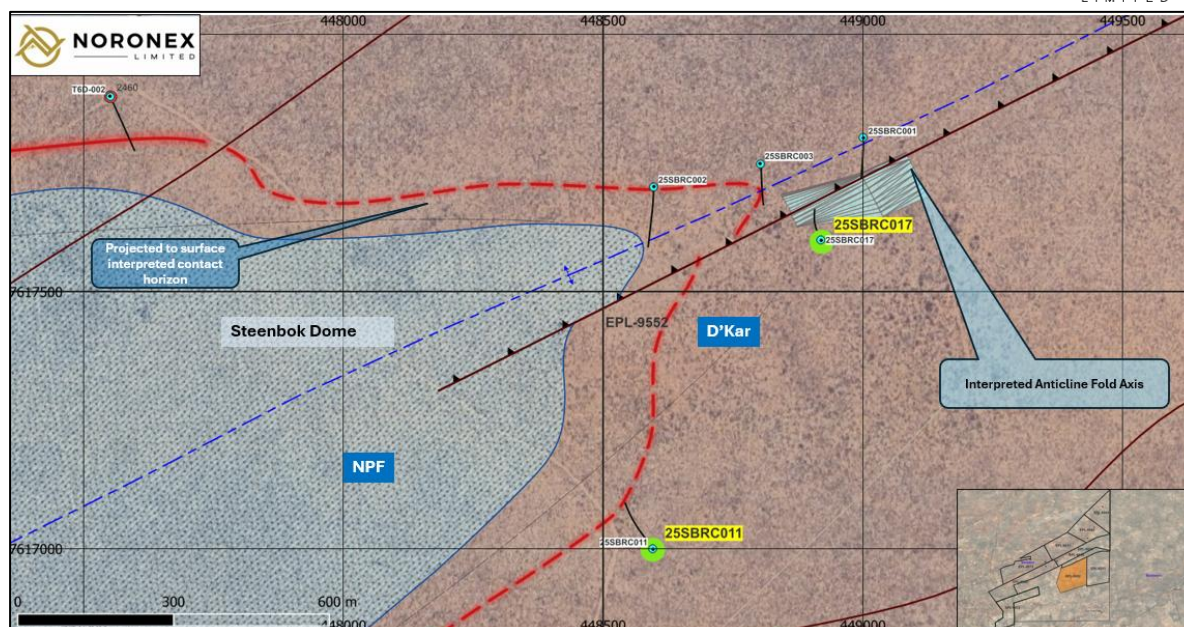 LIMITED
448000
448500
449000
449500
NORONEX
LIMITED
T6D-002
2460
25SBRC001
25SBRC003
25SBRC002
25SBRC017
25SBRC017
Projected to surface
interpreted contact
horizon
7617500
Steenbok Dome
EPL-9552
D'Kar
Interpreted Anticline Fold Axis
NPF
25SBRC011
25SBRC011
7617000
0
300
600 m
448000
448500
449000